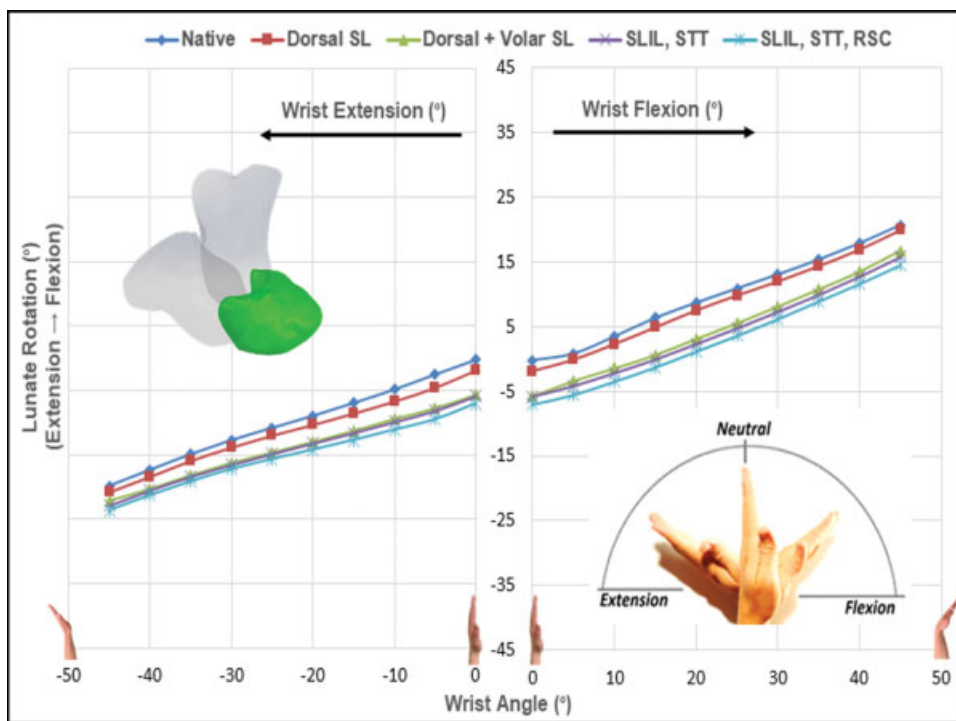 Native Dorsal SL Dorsal + Volar SL SLIL, STT SLIL, STT, RSC
Wrist Extension (°)
Wrist Flexion (°)
Lunate Rotation (°)
(Extension → Flexion)
45
35
25
15
5
-5
-15
-25
-35
-45
Neutral
Extension
Flexion
-50 -40 -30 -20 -10 0
0 10 20 30 40 50
Wrist Angle (°)